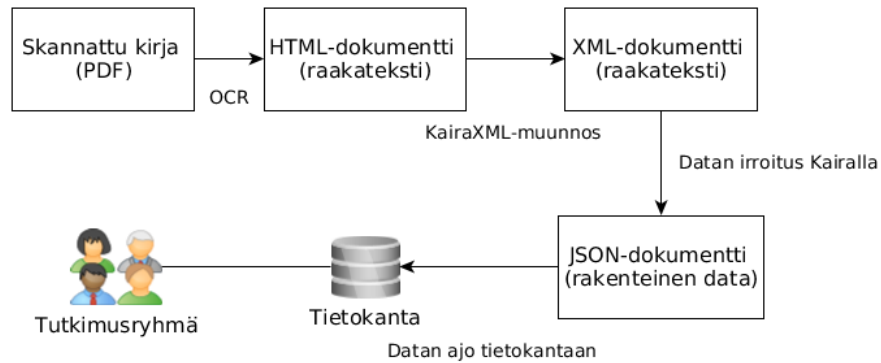 Skannattu kirja
(PDF)
OCR
HTML-dokumentti
(raakateksti)
KairaXML-muunnos
XML-dokumentti
(raakateksti)
Datan irroitus Kairalla
JSON-dokumentti
(rakenteinen data)
Datan ajo tietokantaan
Tietokanta
Tutkimusryhmä